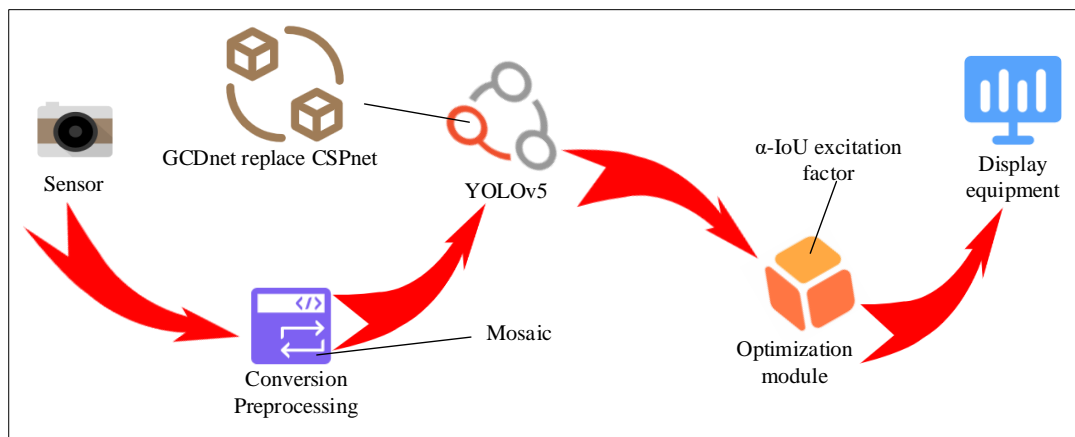 Sensor
GCDnet replace CSPnet
YOLOv5
</>
Conversion
Preprocessing
Mosaic
α-IoU excitation
factor
Optimization
module
Display
equipment